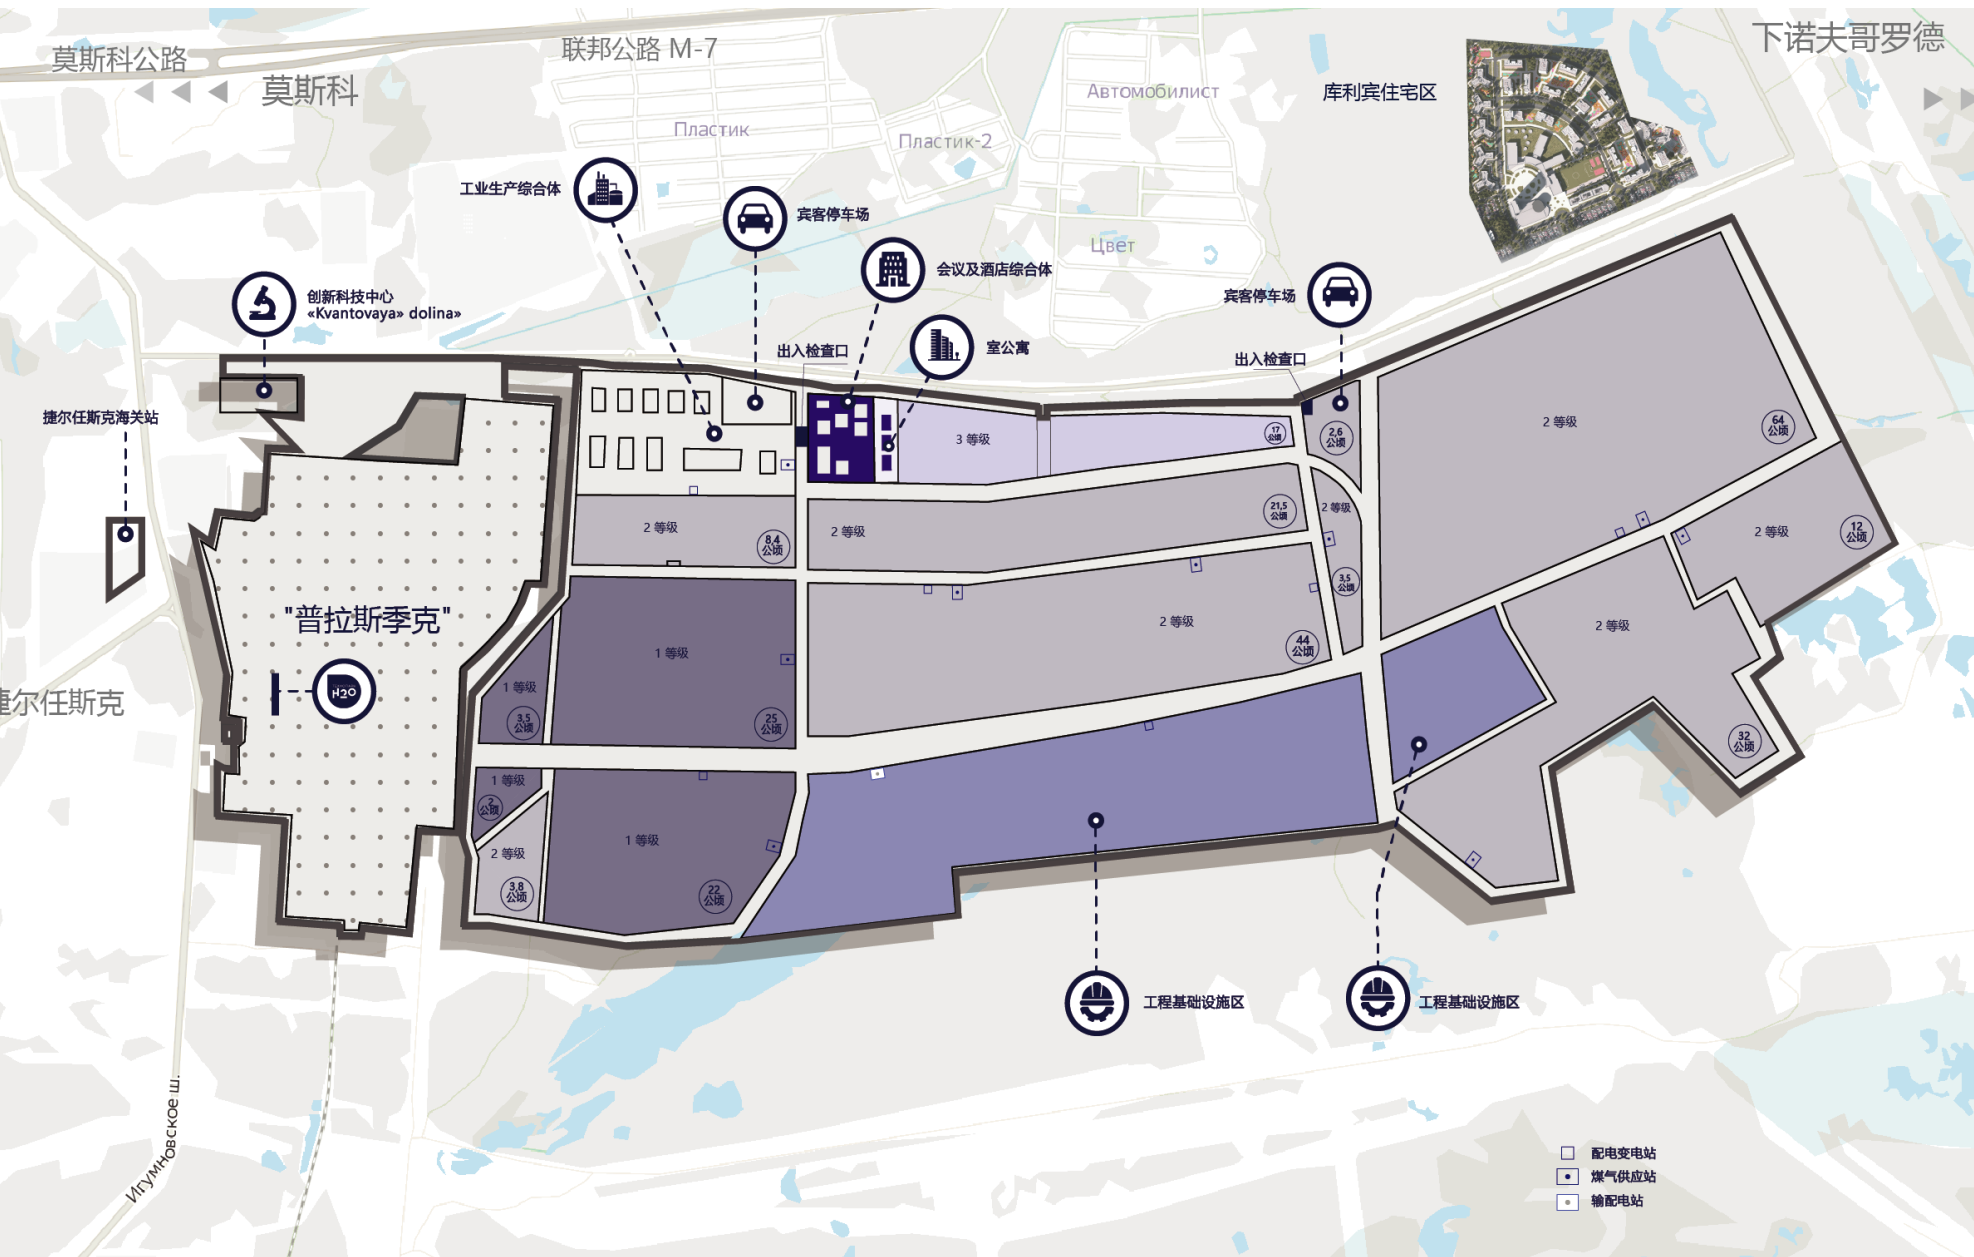 莫斯科公路
莫斯科
联邦公路 M-7
下诺夫哥罗德
库利宾住宅区
Автомобилист
Пластик
Пластик-2
Цвет
工业生产综合体
宾客停车场
会议及酒店综合体
宾客停车场
创新科技中心
«Kvantovaya» dolina»
室公寓
出入检查口
出入检查口
捷尔任斯克海关站
3 等级
17
公顷
2,6
公顷
2 等级
64
公顷
2 等级
8,4
公顷
2 等级
21,5
公顷
2 等级
3,5
公顷
2 等级
12
公顷
"普拉斯季克"
H2O
1 等级
25
公顷
2 等级
44
公顷
2 等级
32
公顷
1 等级
3,5
公顷
捷尔任斯克
1 等级
2
公顷
2 等级
3,8
公顷
1 等级
22
公顷
工程基础设施区
工程基础设施区
Игумновское ш.
配电变电站
煤气供应站
输配电站